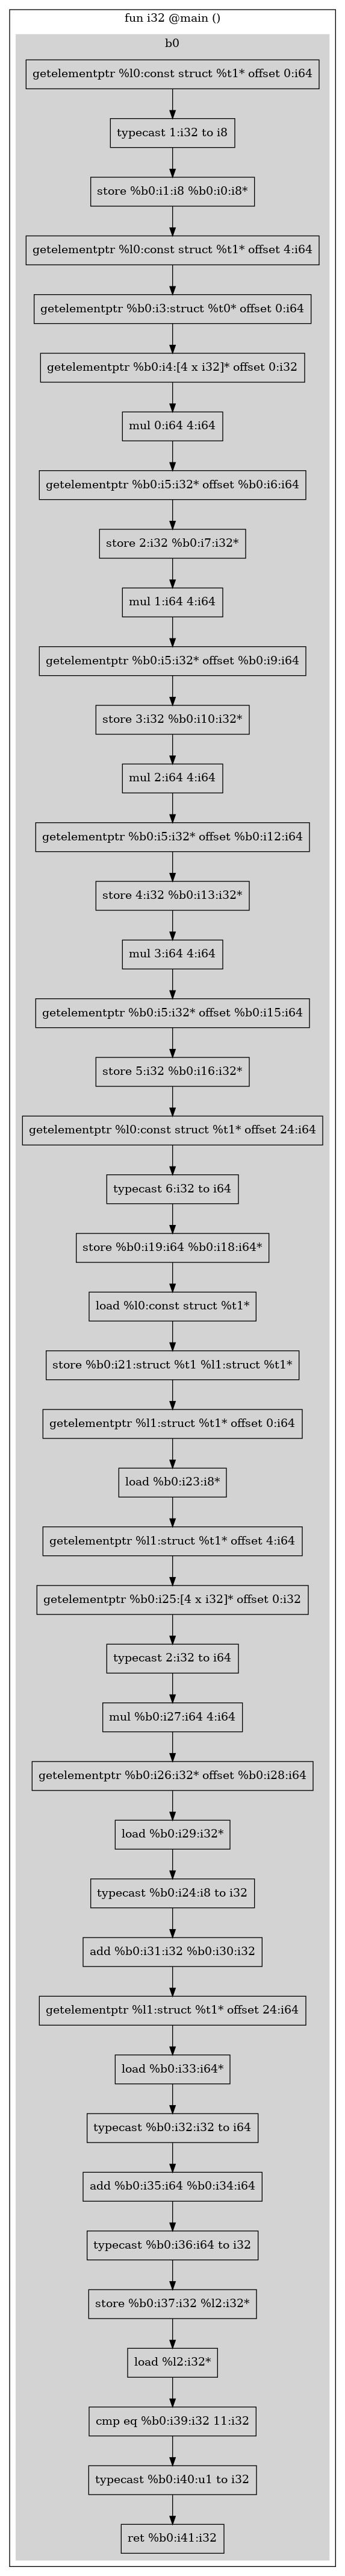 fun i32 @main ()
b0
getelementptr %l0:const struct %t1* offset 0:i64
typecast 1:i32 to i8
store %b0:i1:i8 %b0:i0:i8*
getelementptr %l0:const struct %t1* offset 4:i64
getelementptr %b0:i3:struct %t0* offset 0:i64
getelementptr %b0:i4:[4 x i32]* offset 0:i32
mul 0:i64 4:i64
getelementptr %b0:i5:i32* offset %b0:i6:i64
store 2:i32 %b0:i7:i32*
mul 1:i64 4:i64
getelementptr %b0:i5:i32* offset %b0:i9:i64
store 3:i32 %b0:i10:i32*
mul 2:i64 4:i64
getelementptr %b0:i5:i32* offset %b0:i12:i64
store 4:i32 %b0:i13:i32*
mul 3:i64 4:i64
getelementptr %b0:i5:i32* offset %b0:i15:i64
store 5:i32 %b0:i16:i32*
getelementptr %l0:const struct %t1* offset 24:i64
typecast 6:i32 to i64
store %b0:i19:i64 %b0:i18:i64*
load %l0:const struct %t1*
store %b0:i21:struct %t1 %l1:struct %t1*
getelementptr %l1:struct %t1* offset 0:i64
load %b0:i23:i8*
getelementptr %l1:struct %t1* offset 4:i64
getelementptr %b0:i25:[4 x i32]* offset 0:i32
typecast 2:i32 to i64
mul %b0:i27:i64 4:i64
getelementptr %b0:i26:i32* offset %b0:i28:i64
load %b0:i29:i32*
typecast %b0:i24:i8 to i32
add %b0:i31:i32 %b0:i30:i32
getelementptr %l1:struct %t1* offset 24:i64
load %b0:i33:i64*
typecast %b0:i32:i32 to i64
add %b0:i35:i64 %b0:i34:i64
typecast %b0:i36:i64 to i32
store %b0:i37:i32 %l2:i32*
load %l2:i32*
cmp eq %b0:i39:i32 11:i32
typecast %b0:i40:u1 to i32
ret %b0:i41:i32